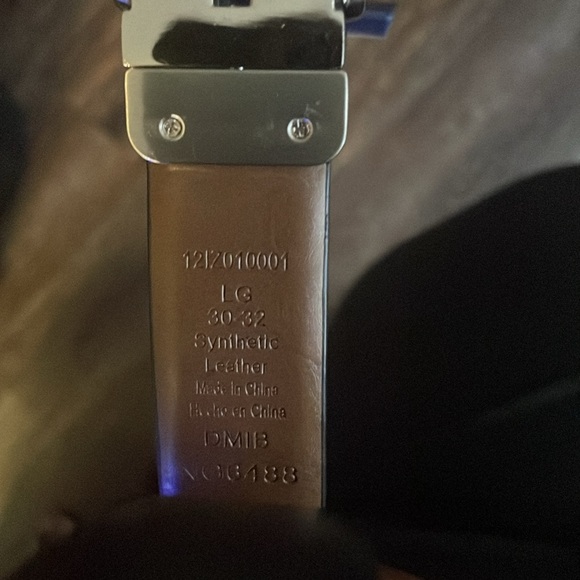 12IZ010001
LG
30-32
Synthetic
Leather
Made in China
Hecho en China
DMIB